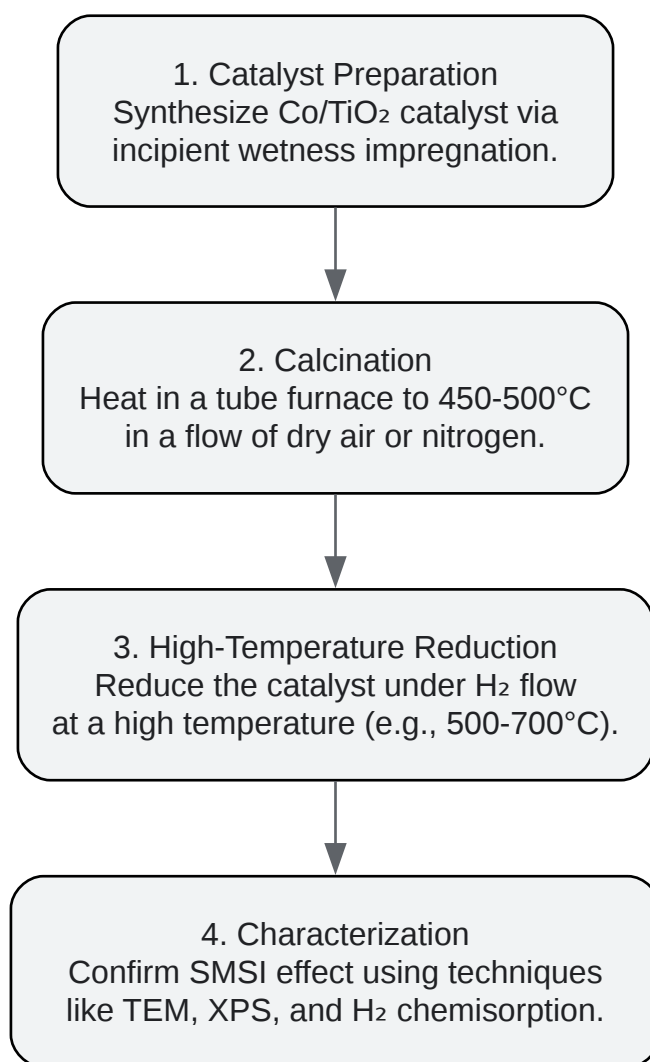 1. Catalyst Preparation
Synthesize Co/TiO₂ catalyst via
incipient wetness impregnation.
2. Calcination
Heat in a tube furnace to 450-500°C
in a flow of dry air or nitrogen.
3. High-Temperature Reduction
Reduce the catalyst under H₂ flow
at a high temperature (e.g., 500-700°C).
4. Characterization
Confirm SMSI effect using techniques
like TEM, XPS, and H₂ chemisorption.